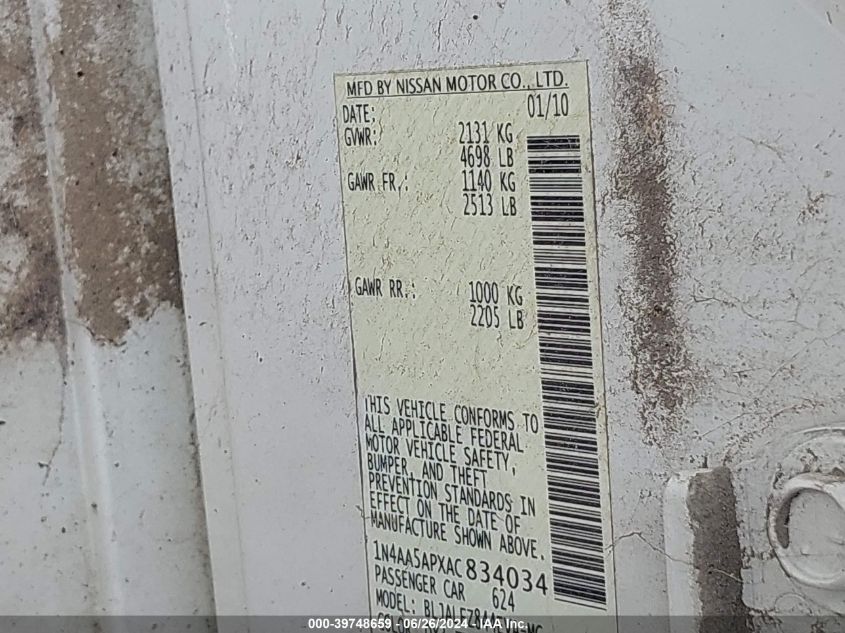 MFD BY NISSAN MOTOR CO., LTD.
DATE: 01/10
GVWR: 2131 KG
4698 LB
GAWR FR.: 1140 KG
2513 LB
GAWR RR.: 1000 KG
2205 LB
THIS VEHICLE CONFORMS TO
ALL APPLICABLE FEDERAL
MOTOR VEHICLE SAFETY,
BUMPER, AND THEFT
PREVENTION STANDARDS IN
EFFECT ON THE DATE OF
MANUFACTURE SHOWN ABOVE.
1N4AA5APXAC834034
PASSENGER CAR 624
MODEL:
000-39748659 / 06/26/2024 - IAA Inc.